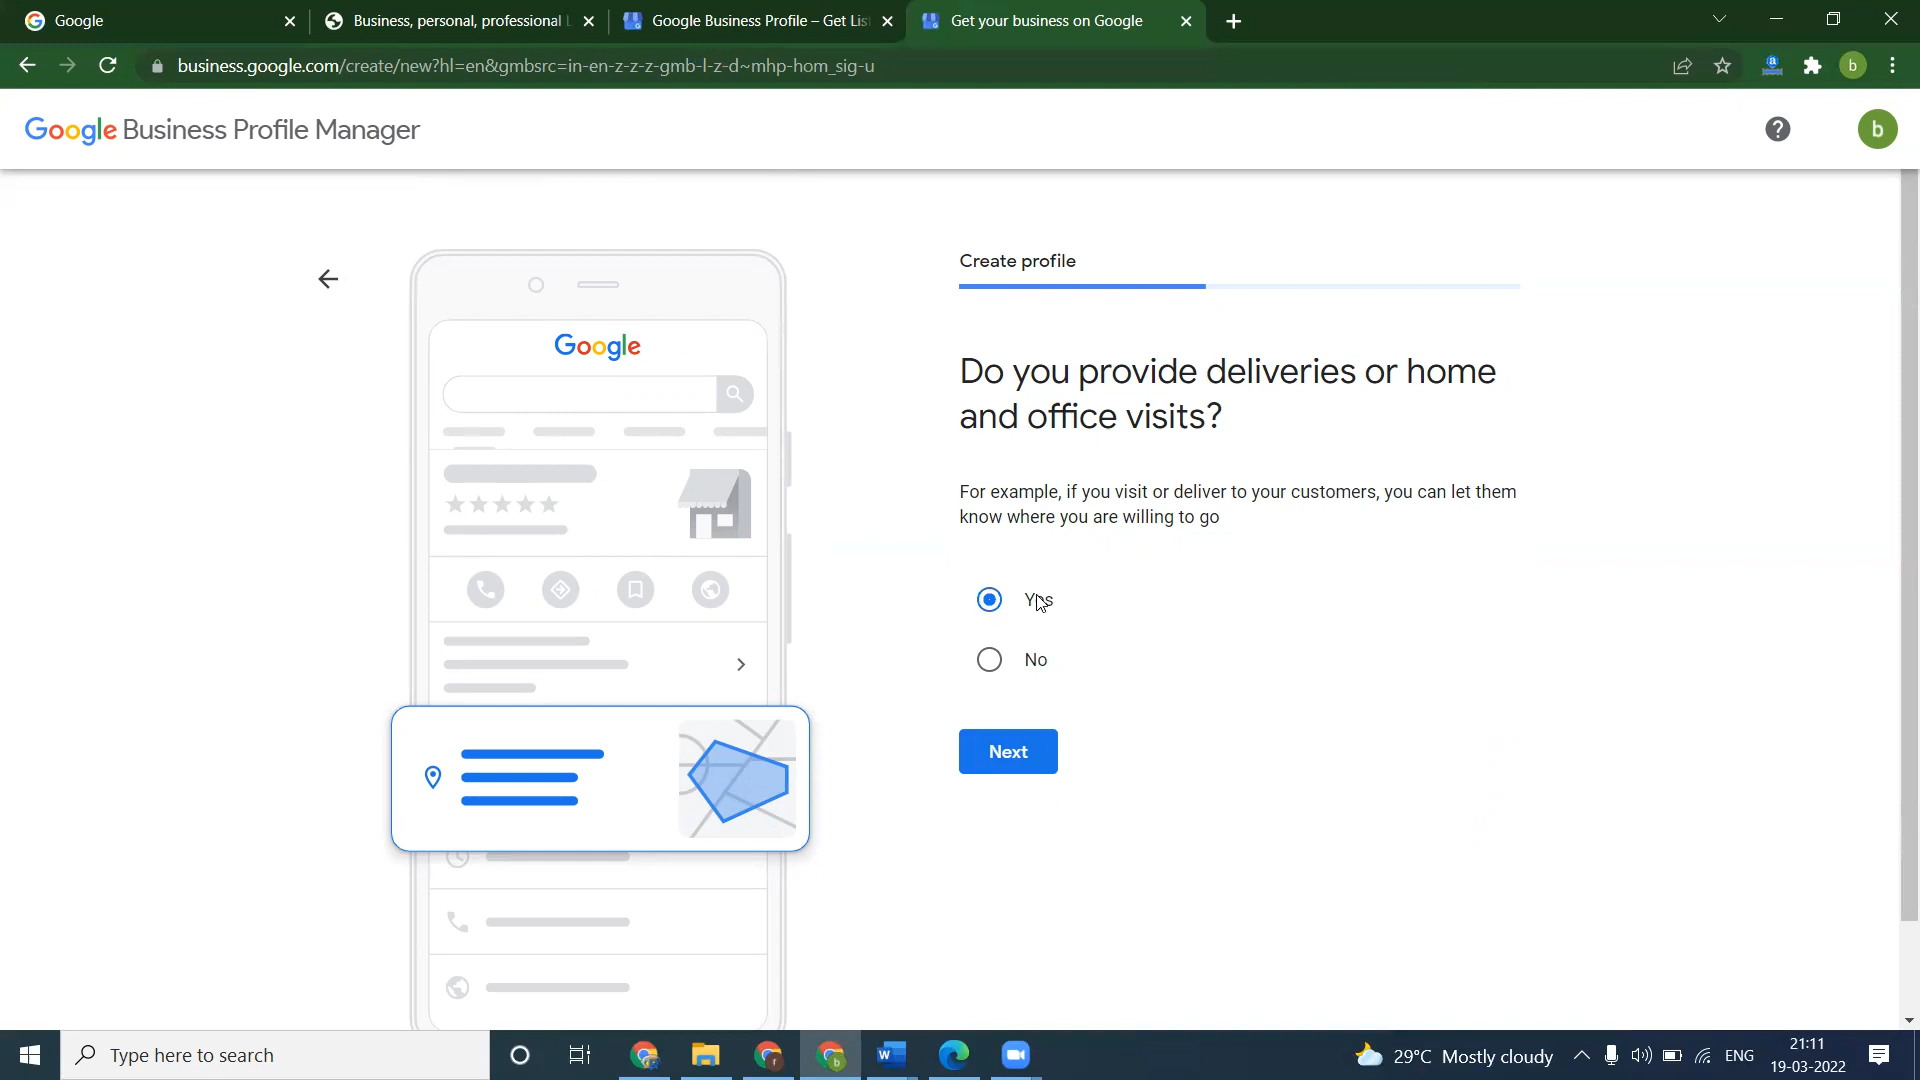 Google
Business, personal, professional
Google Business Profile – Get Lis
Get your business on Google
business.google.com/create/new?hl=en&gmbsrc=in-en-z-z-z-gmb-l-z-d~mhp-hom_sig-u
b
Google Business Profile Manager
b
Create profile
Google
Do you provide deliveries or home
and office visits?
For example, if you visit or deliver to your customers, you can let them
know where you are willing to go
Yes
No
Next
Type here to search
29°C Mostly cloudy
ENG
21:11
19-03-2022